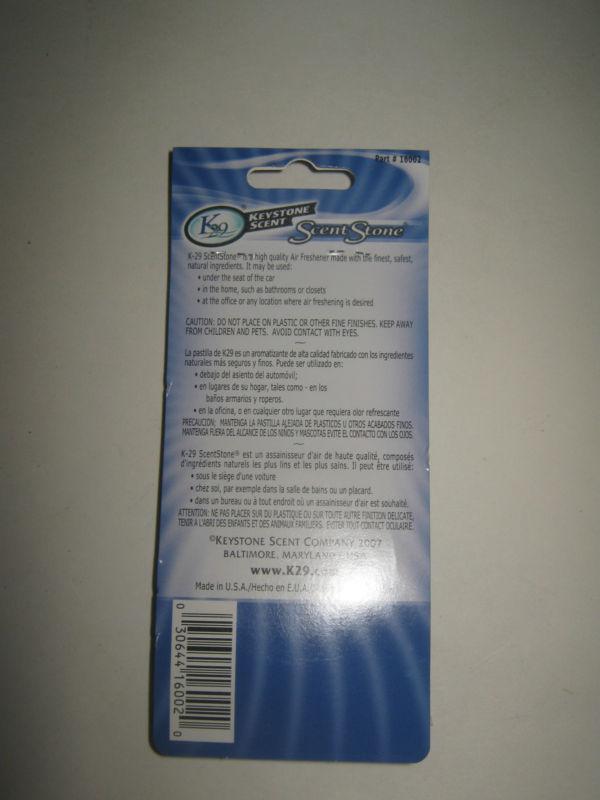 Part # 16002
K29
KEYSTONE
SCENT
ScentStone®
K-29 ScentStone® is a high quality Air Freshener made with the finest, safest,
natural ingredients. It may be used:
• under the seat of the car
• in the home, such as bathrooms or closets
• at the office or any location where air freshening is desired
CAUTION: DO NOT PLACE ON PLASTIC OR OTHER FINE FINISHES. KEEP AWAY
FROM CHILDREN AND PETS. AVOID CONTACT WITH EYES.
La pastilla de K29 es un aromatizante de alta calidad fabricado con los ingredientes
naturales más seguros y finos. Puede ser utilizado en:
• debajo del asiento del automóvil;
• en lugares de su hogar, tales como - en los
baños armarios y roperos.
• en la oficina, o en cualquier otro lugar que requiera olor refrescante
PRECAUCION: MANTENGA LA PASTILLA ALEJADA DE PLASTICOS U OTROS ACABADOS FINOS.
MANTENGA FUERA DEL ALCANCE DE LOS NIÑOS Y MASCOTAS EVITE EL CONTACTO CON LOS OJOS.
K-29 ScentStone® est un assainisseur d'air de haute qualité, composés
d'ingrédients naturels les plus fins et les plus sains. Il peut être utilisé:
• sous le siège d'une voiture
• chez soi, par exemple dans la salle de bains ou un placard.
• dans un bureau ou à tout endroit où un assainisseur d'air est souhaité.
ATTENTION: NE PAS PLACER SUR DU PLASTIQUE OU SUR TOUTE AUTRE FINITION DELICATE.
TENIR A L'ABRI DES ENFANTS ET DES ANIMAUX FAMILIERS. EVITER TOUT CONTACT OCULAIRE.
©KEYSTONE SCENT COMPANY 2007
BALTIMORE, MARYLAND USA
www.K29.com
Made in U.S.A./Hecho en E.U.A.
0 30644 16002 0